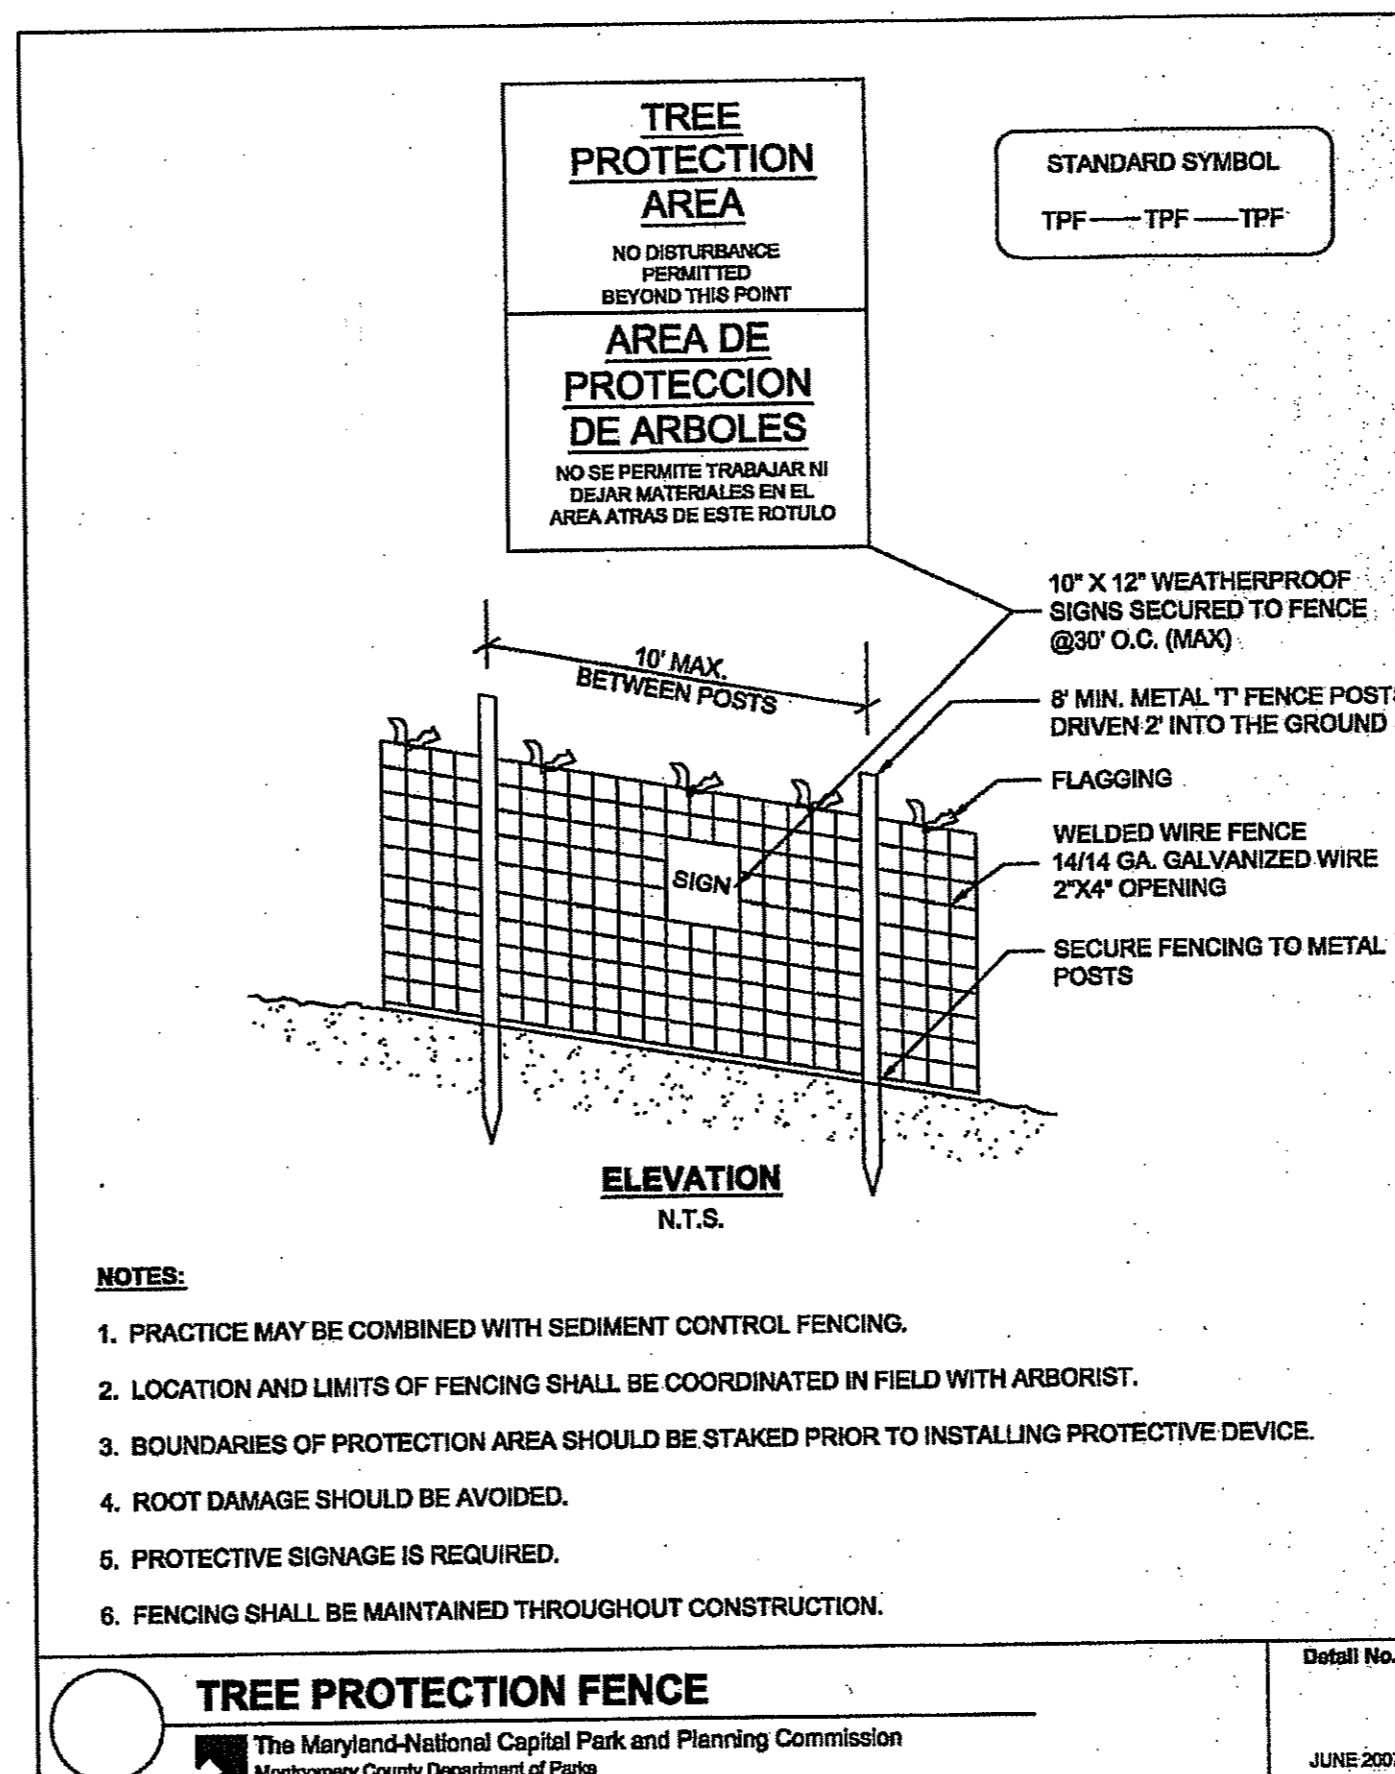 TREE
PROTECTION
AREA
NO DISTURBANCE
PERMITTED
BEYOND THIS POINT
AREA DE
PROTECCION
DE ARBOLES
NO SE PERMITE TRABAJAR NI
DEJAR MATERIALES EN EL
AREA ATRAS DE ESTE ROTULO
STANDARD SYMBOL
TPF TPF TPF
10" X 12" WEATHERPROOF
SIGNS SECURED TO FENCE
@30' O.C. (MAX)
10' MAX.
BETWEEN POSTS
8' MIN. METAL 'T' FENCE POSTS
DRIVEN 2' INTO THE GROUND
FLAGGING
WELDED WIRE FENCE
14/14 GA. GALVANIZED WIRE
2"X4" OPENING
SIGN
SECURE FENCING TO METAL
POSTS
ELEVATION
N.T.S.
NOTES:
1. PRACTICE MAY BE COMBINED WITH SEDIMENT CONTROL FENCING.
2. LOCATION AND LIMITS OF FENCING SHALL BE COORDINATED IN FIELD WITH ARBORIST.
3. BOUNDARIES OF PROTECTION AREA SHOULD BE STAKED PRIOR TO INSTALLING PROTECTIVE DEVICE.
4. ROOT DAMAGE SHOULD BE AVOIDED.
5. PROTECTIVE SIGNAGE IS REQUIRED.
6. FENCING SHALL BE MAINTAINED THROUGHOUT CONSTRUCTION.
TREE PROTECTION FENCE
The Maryland-National Capital Park and Planning Commission
Montgomery County Department of Parks
Detail No.
JUNE 2007